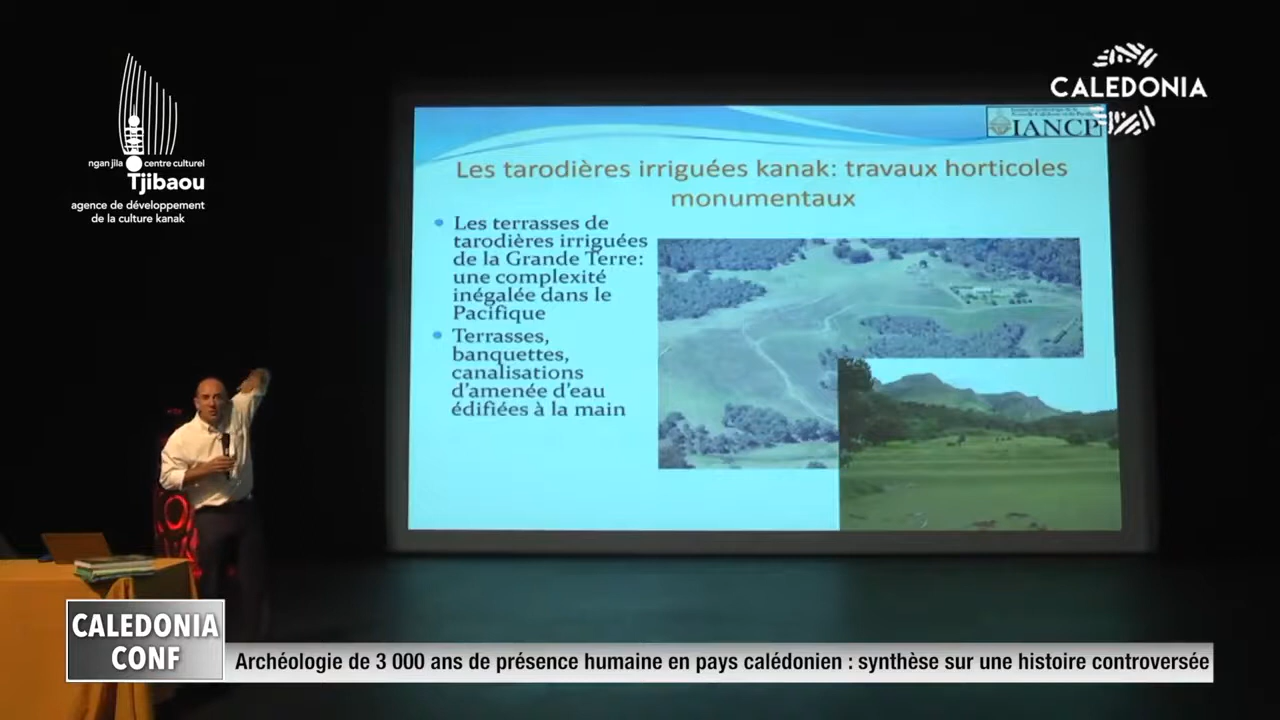 ngan jila centre culturel
Tjibaou
agence de développement
de la culture kanak
CALEDONIA
IANCP
Les tarodières irriguées kanak: travaux horticoles
monumentaux
• Les terrasses de
tarodières irriguées
de la Grande Terre:
une complexité
inégalée dans le
Pacifique
• Terrasses,
banquettes,
canalisations
d'amenée d'eau
édifiées à la main
CALEDONIA
CONF
Archéologie de 3 000 ans de présence humaine en pays calédonien : synthèse sur une histoire controversée